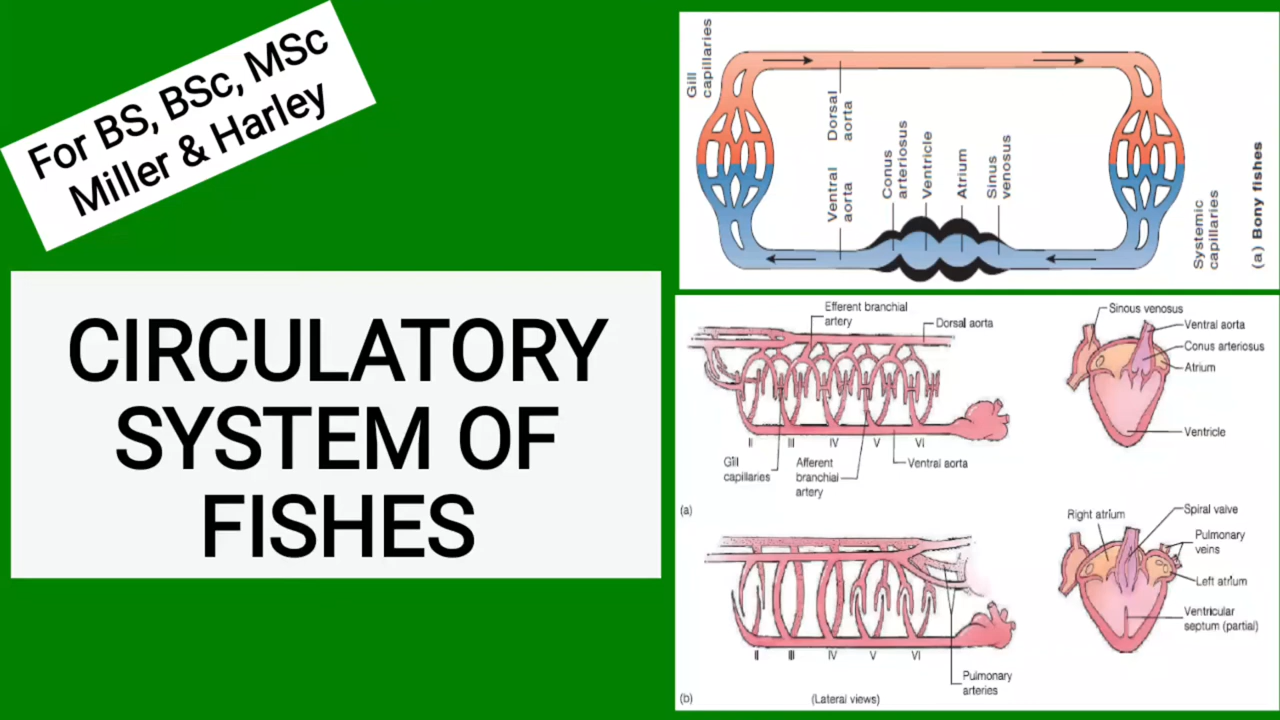 For BS, BSc, MSc
Miller & Harley
CIRCULATORY
SYSTEM OF
FISHES
Gill
capillaries
Dorsal
aorta
Ventral
aorta
Conus
arteriosus
Ventricle
Atrium
Sinus
venosus
Systemic
capillaries
(a) Bony fishes
Efferent branchial
artery
Dorsal aorta
II III IV V VI
Gill
capillaries
Afferent
branchial
artery
Ventral aorta
(a)
Sinous venosus
Ventral aorta
Conus arteriosus
Atrium
Ventricle
II III IV V VI
Pulmonary
arteries
(b)
(Lateral views)
Right atrium
Spiral valve
Pulmonary
veins
Left atrium
Ventricular
septum (partial)